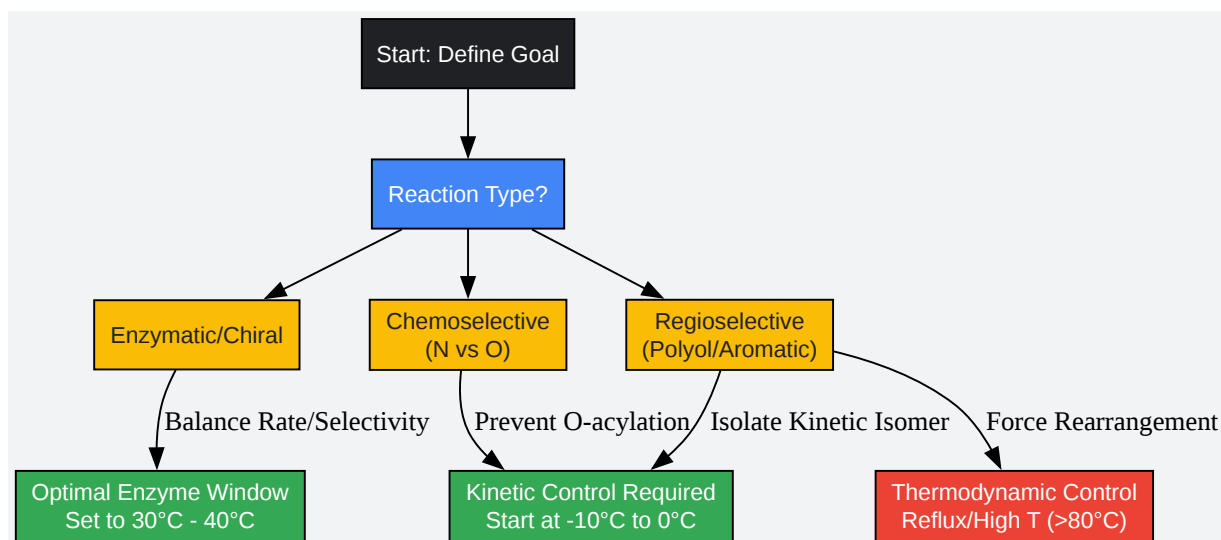 Start: Define Goal
Reaction Type?
Enzymatic/Chiral
Chemoselective
(N vs O)
Regioselective
(Polyol/Aromatic)
Balance Rate/Selectivity
Prevent O-acylation
Isolate Kinetic Isomer
Force Rearrangement
Optimal Enzyme Window
Set to 30°C - 40°C
Kinetic Control Required
Start at -10°C to 0°C
Thermodynamic Control
Reflux/High T (>80°C)